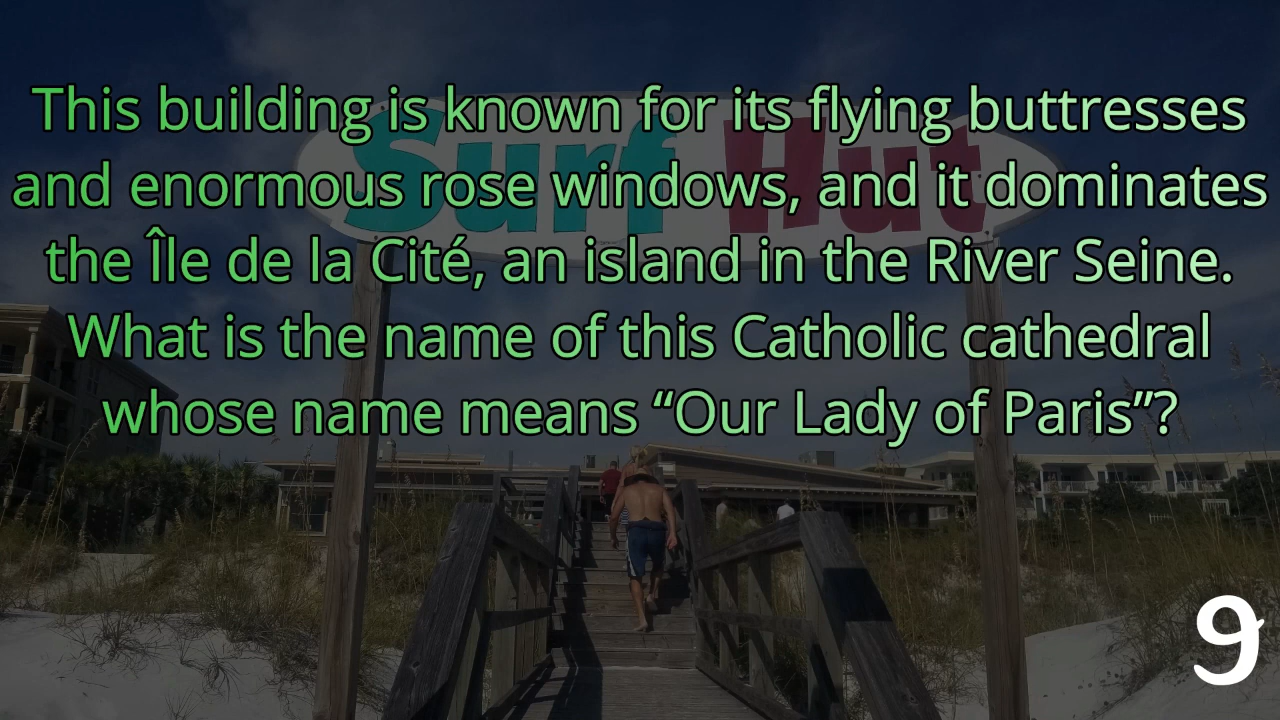 This building is known for its flying buttresses
and enormous rose windows, and it dominates
the Île de la Cité, an island in the River Seine.
What is the name of this Catholic cathedral
whose name means “Our Lady of Paris”?
Surf Hut
9